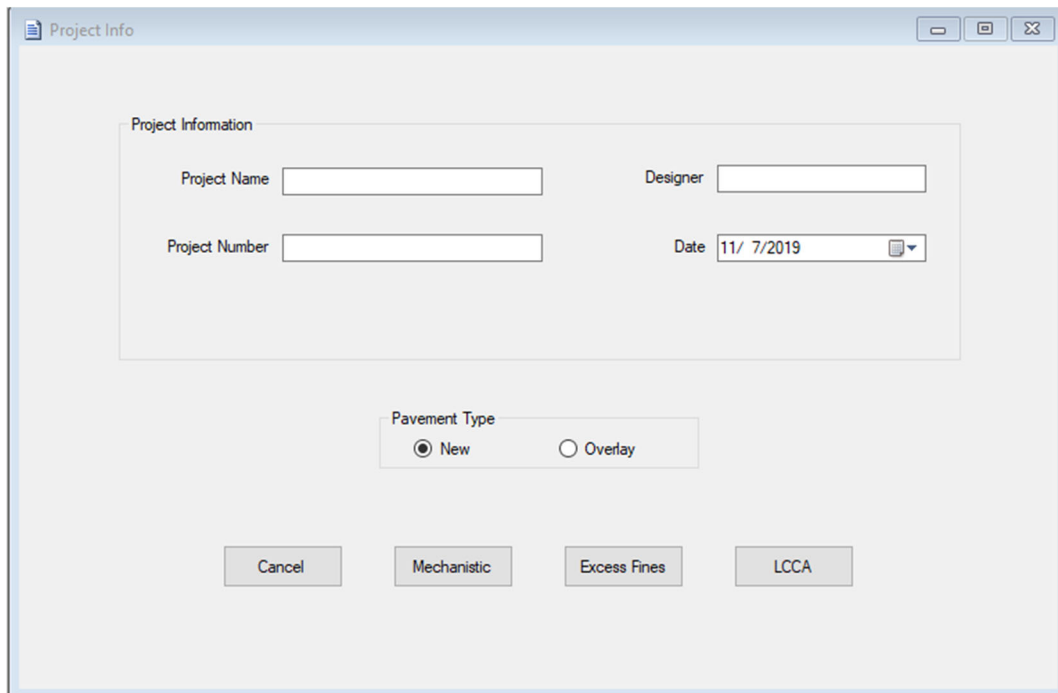 Project Info
Project Information
Project Name
Designer
Project Number
Date 11/ 7/2019
Pavement Type
New Overlay
Cancel Mechanistic Excess Fines LCCA